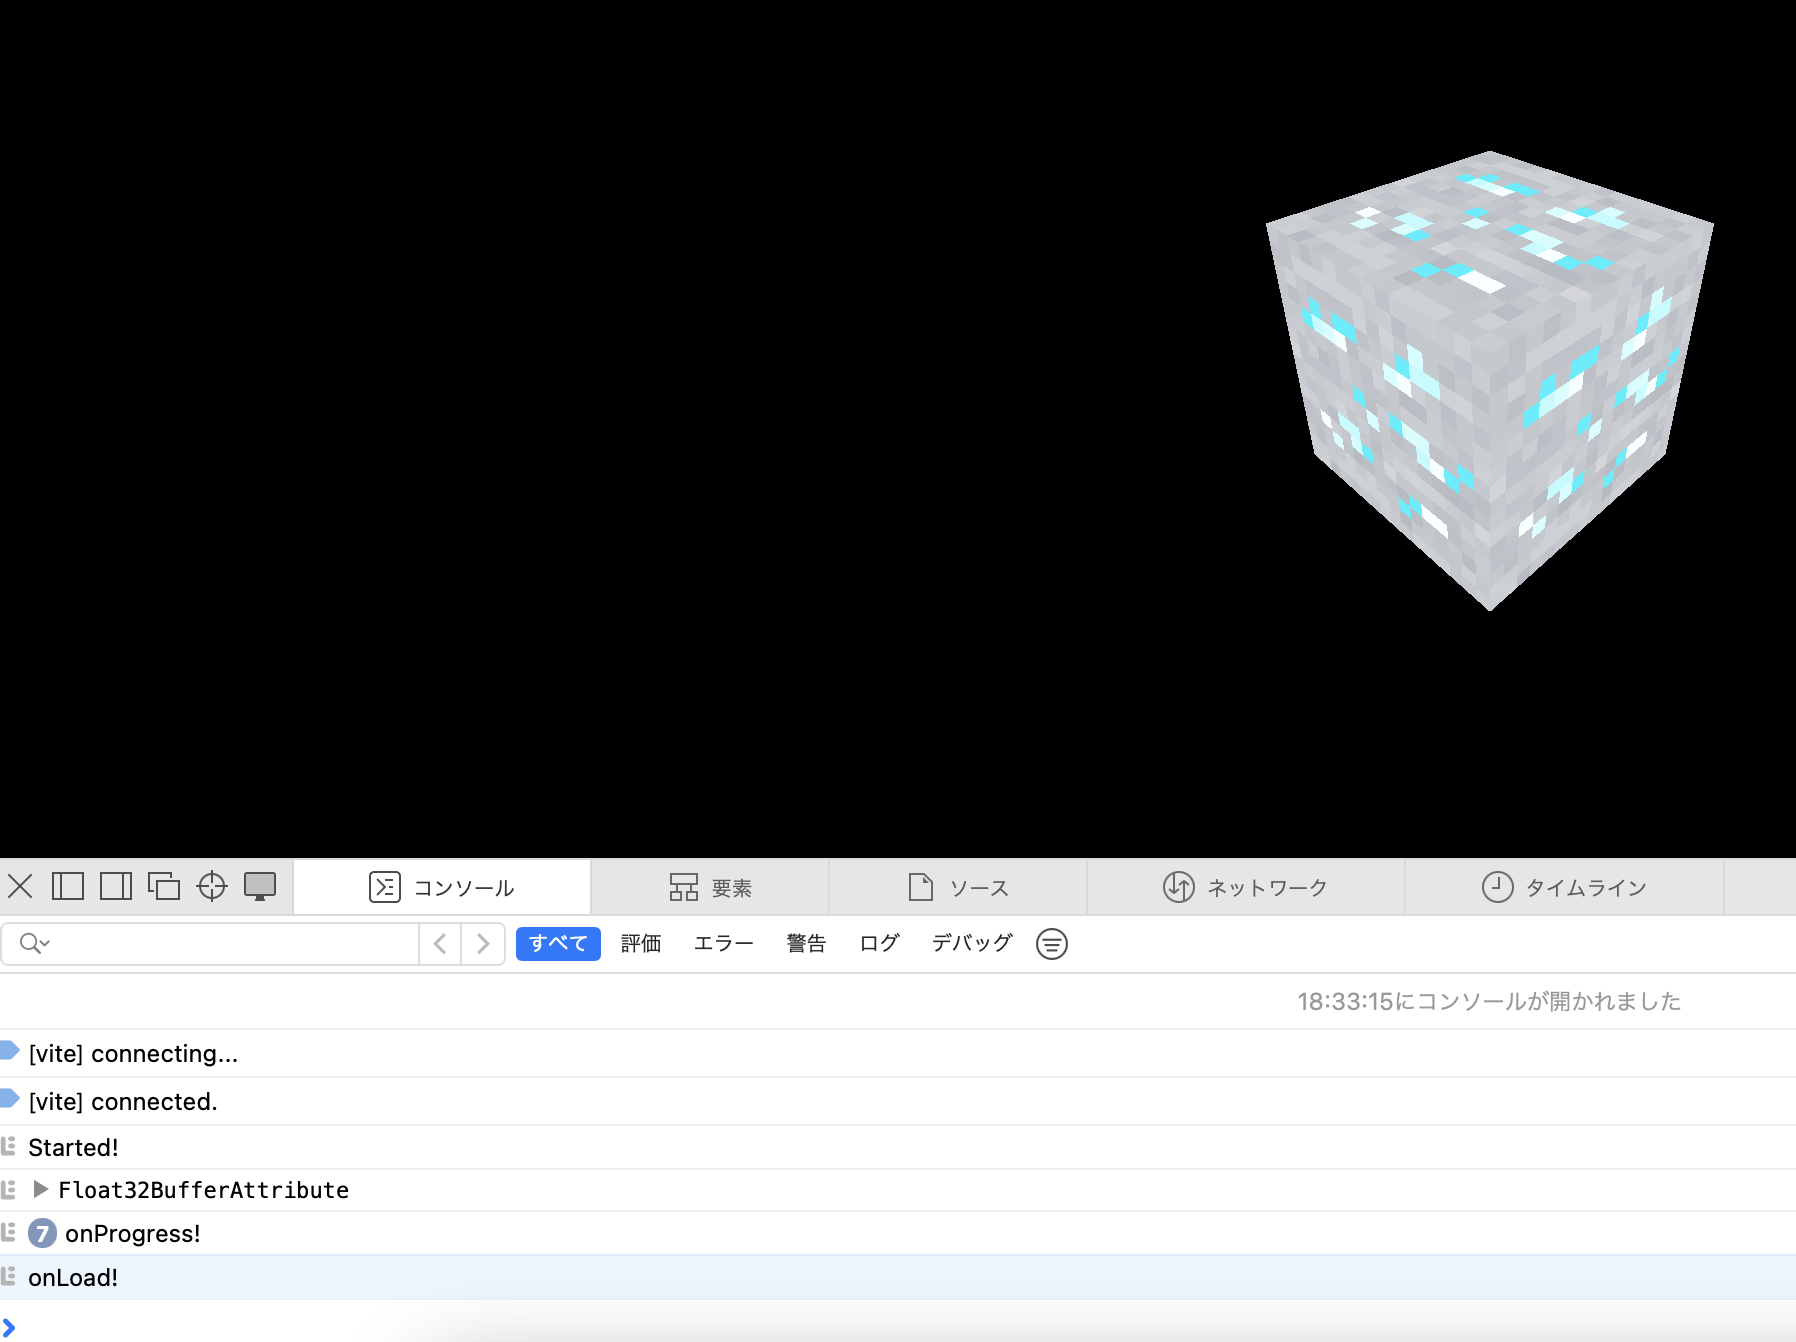 コンソール 要素 ソース ネットワーク タイムライン
すべて 評価 エラー 警告 ログ デバッグ
18:33:15にコンソールが開かれました
[vite] connecting...
[vite] connected.
Started!
Float32BufferAttribute
7 onProgress!
onLoad!